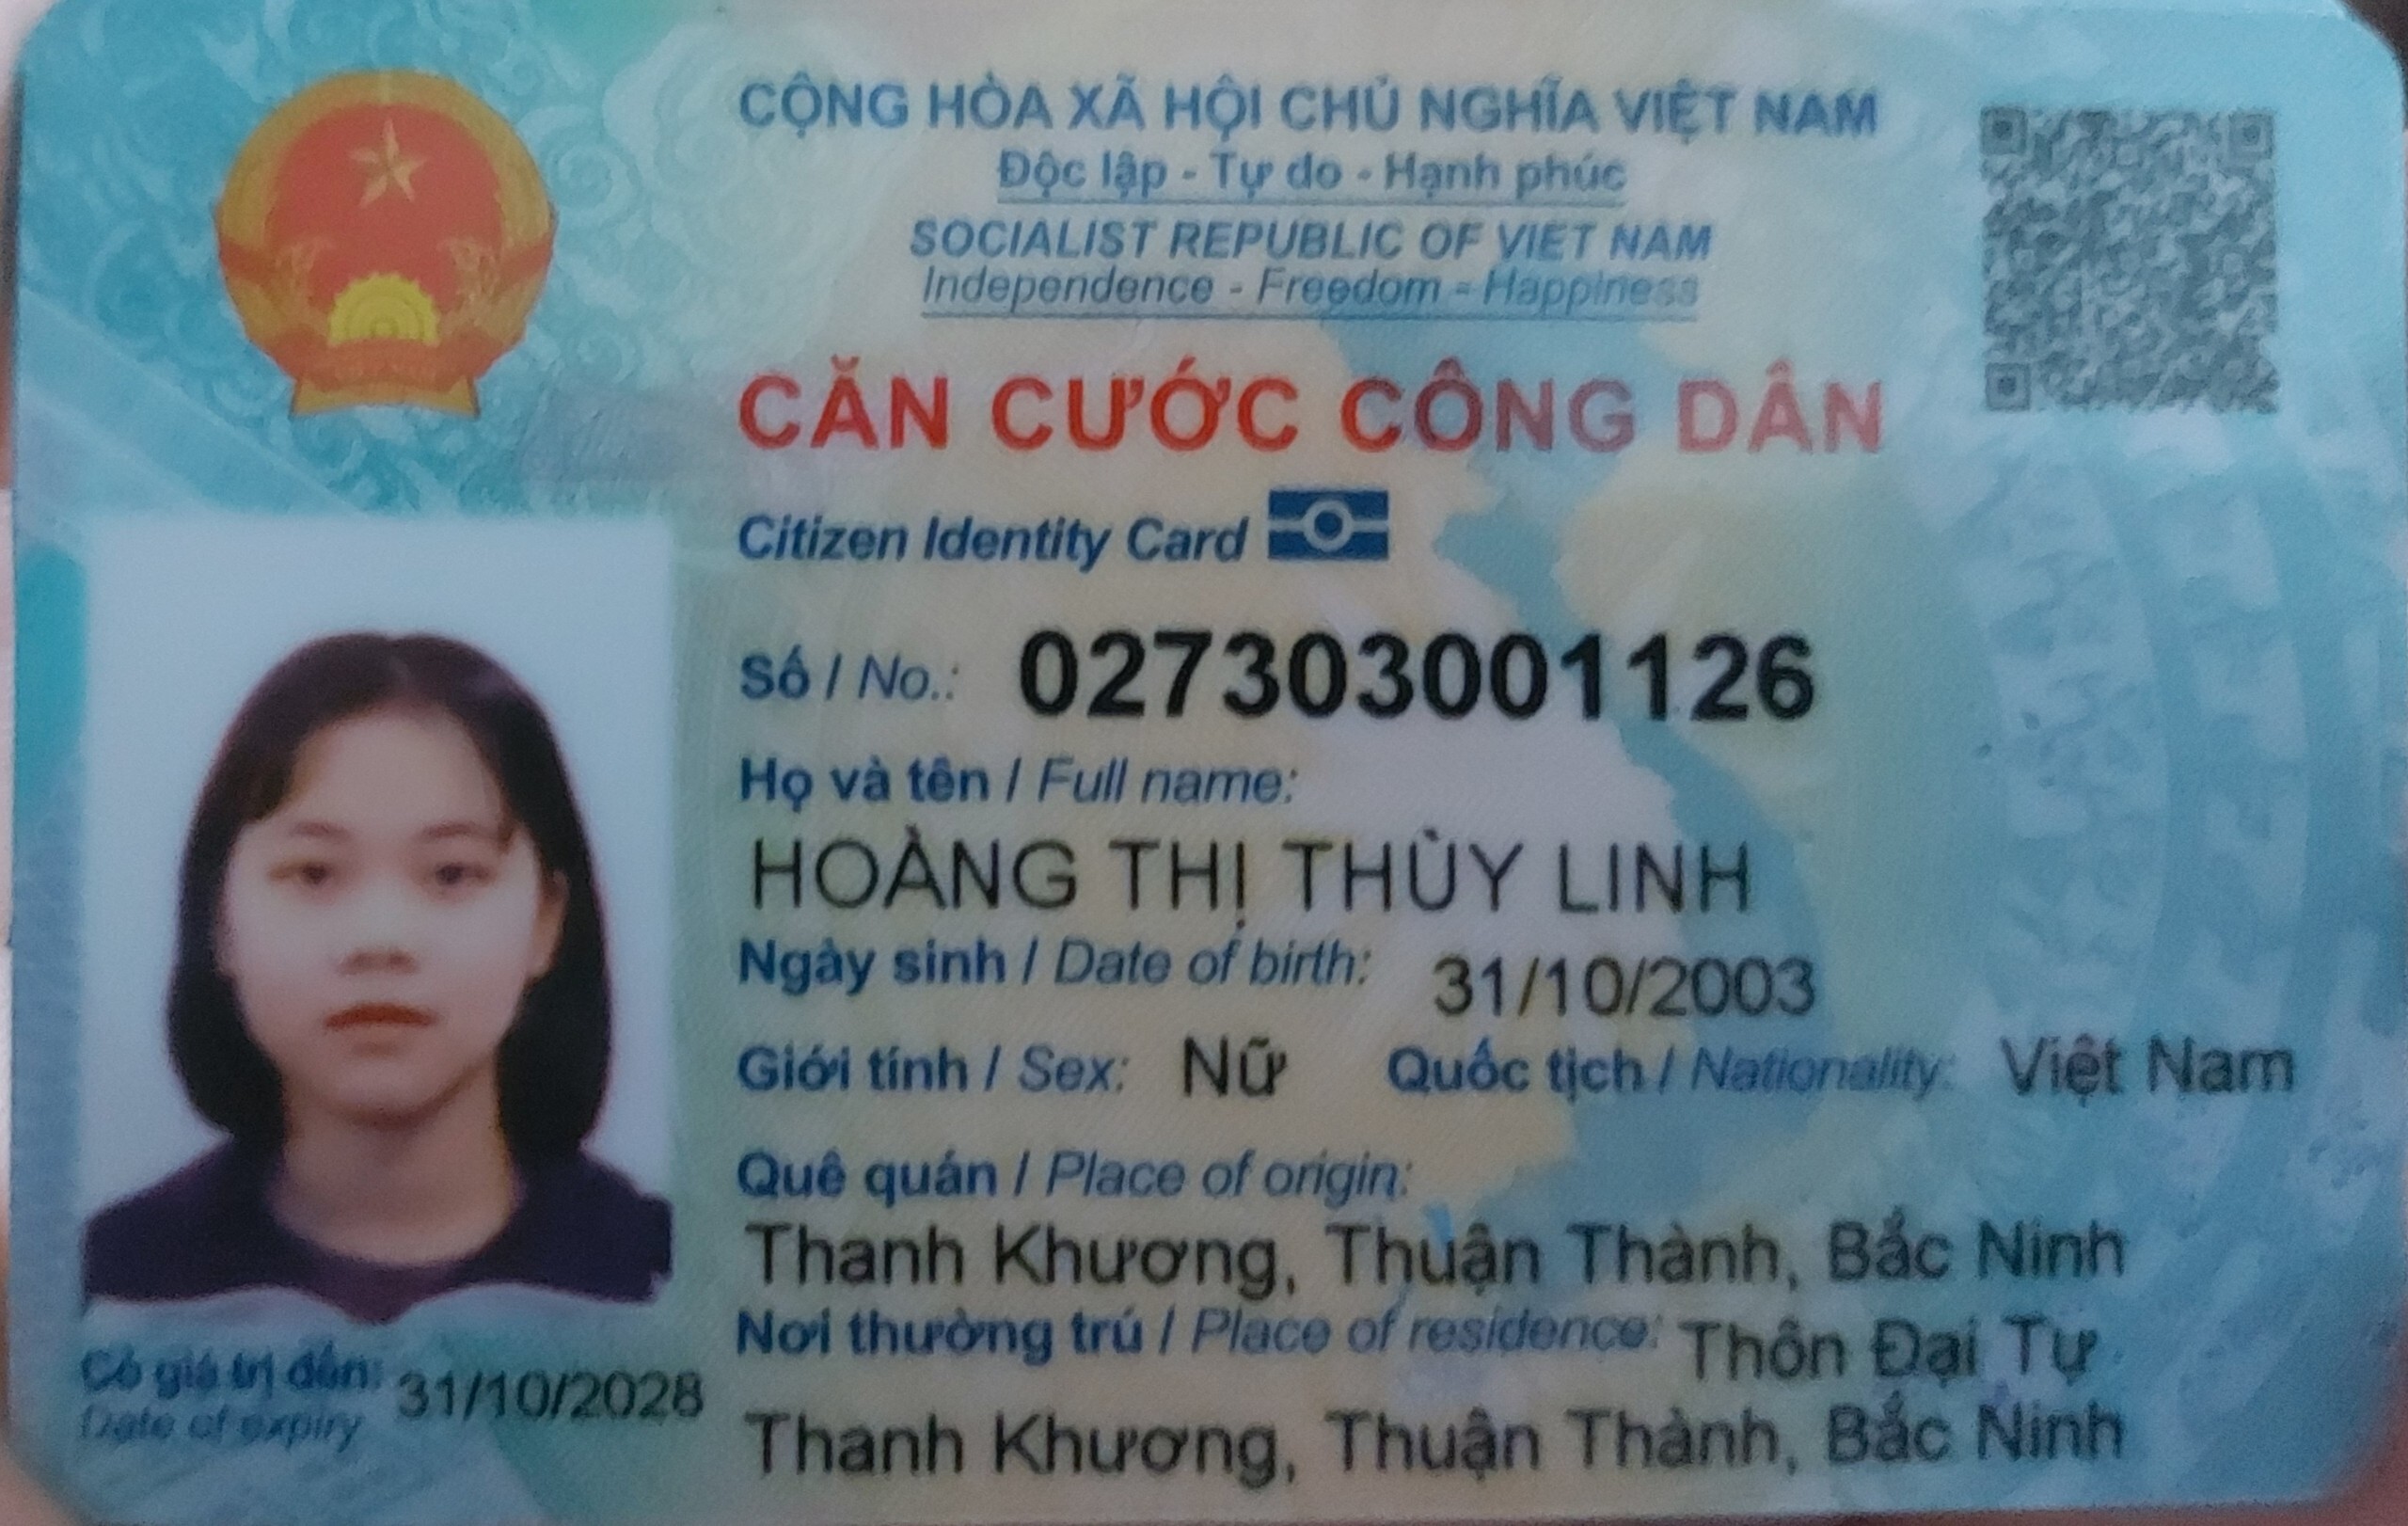 CỘNG HÒA XÃ HỘI CHỦ NGHĨA VIỆT NAM
Độc lập - Tự do - Hạnh phúc
SOCIALIST REPUBLIC OF VIET NAM
Independence - Freedom - Happiness
CĂN CƯỚC CÔNG DÂN
Citizen Identity Card
Số / No.: 027303001126
Họ và tên / Full name:
HOÀNG THỊ THÙY LINH
Ngày sinh / Date of birth: 31/10/2003
Giới tính / Sex: Nữ Quốc tịch / Nationality: Việt Nam
Quê quán / Place of origin:
Thanh Khương, Thuận Thành, Bắc Ninh
Nơi thường trú / Place of residence: Thôn Đại Tự
Thanh Khương, Thuận Thành, Bắc Ninh
Có giá trị đến: 31/10/2028
Date of expiry